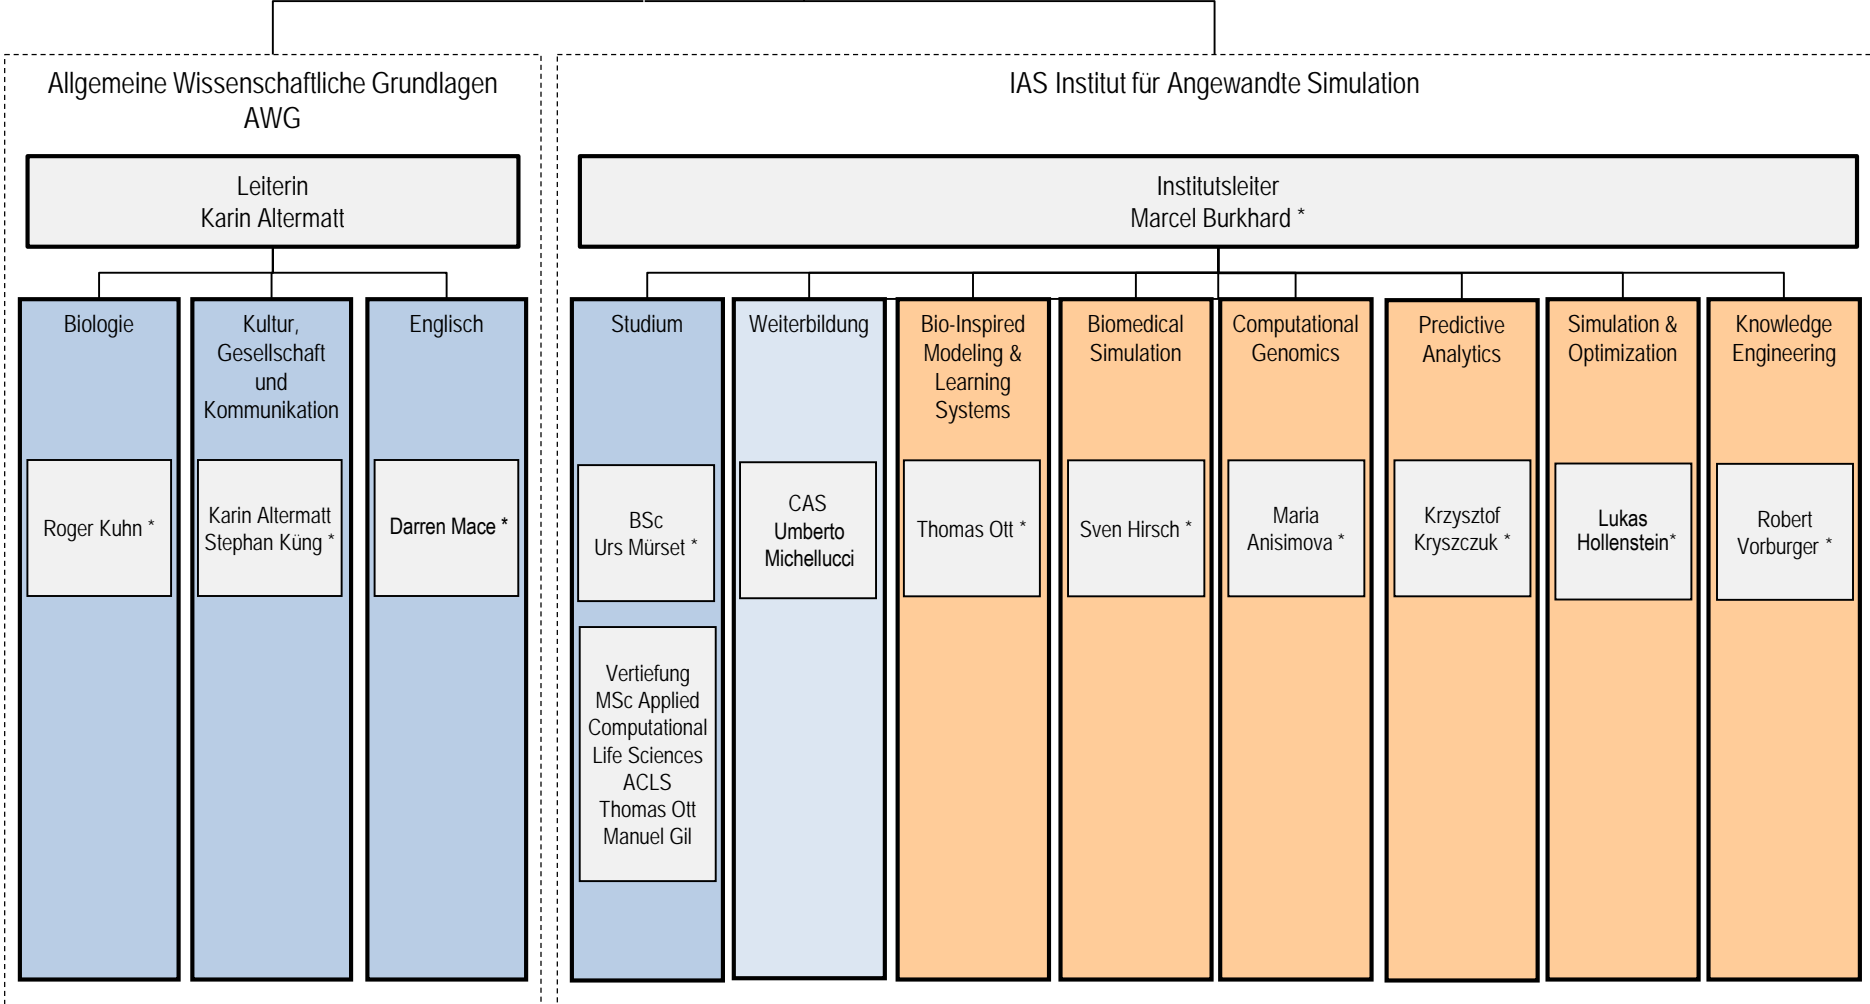 Allgemeine Wissenschaftliche Grundlagen
AWG
Leiterin
Karin Altermatt
Biologie
Roger Kuhn *
Kultur,
Gesellschaft
und
Kommunikation
Karin Altermatt
Stephan Küng *
Englisch
Darren Mace *
IAS Institut für Angewandte Simulation
Institutsleiter
Marcel Burkhard *
Studium
BSc
Urs Mürset *
Vertiefung
MSc Applied
Computational
Life Sciences
ACLS
Thomas Ott
Manuel Gil
Weiterbildung
CAS
Umberto
Michellucci
Bio-Inspired
Modeling &
Learning
Systems
Thomas Ott *
Biomedical
Simulation
Sven Hirsch *
Computational
Genomics
Maria
Anisimova *
Predictive
Analytics
Krzysztof
Kryszczuk *
Simulation &
Optimization
Lukas
Hollenstein*
Knowledge
Engineering
Robert
Vorburger *